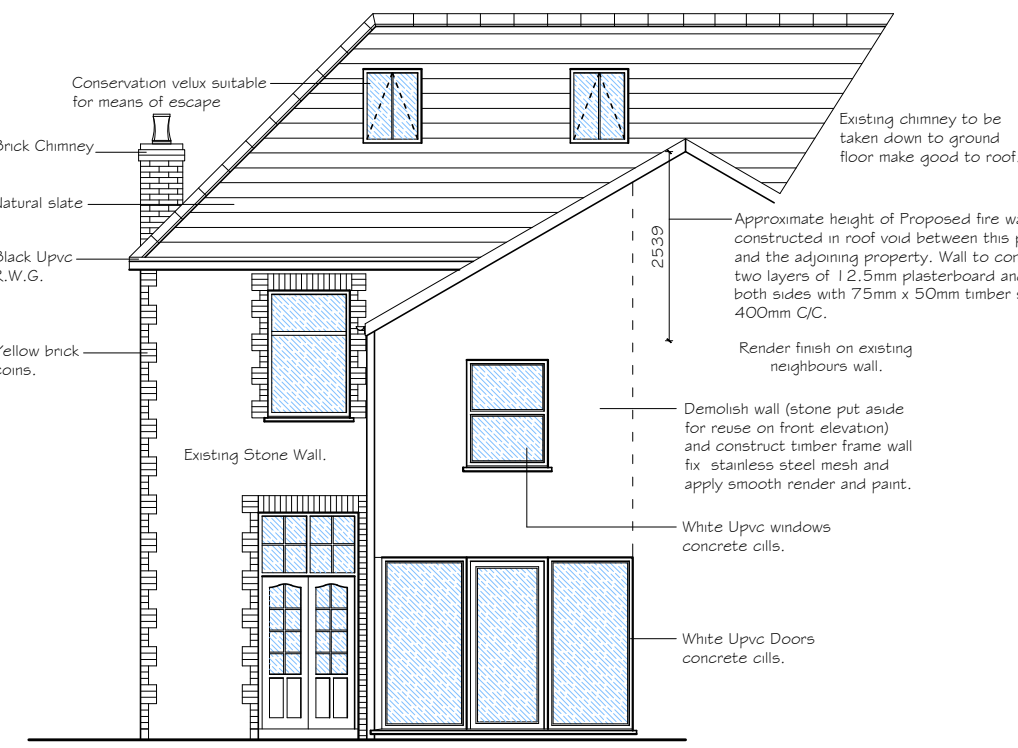 Conservation velux suitable
for means of escape
Brick Chimney
Natural slate
Black Upvc
R.W.G.
Yellow brick
coins.
Existing Stone Wall.
Existing chimney to be
taken down to ground
floor make good to roof.
2539
Approximate height of Proposed fire
constructed in roof void between this
and the adjoining property. Wall to
two layers of 12.5mm plasterboard
both sides with 75mm x 50mm timber
400mm C/C.
Render finish on existing
neighbours wall.
Demolish wall (stone put aside
for reuse on front elevation)
and construct timber frame wall
fix stainless steel mesh and
apply smooth render and paint.
White Upvc windows
concrete cills.
White Upvc Doors
concrete cills.